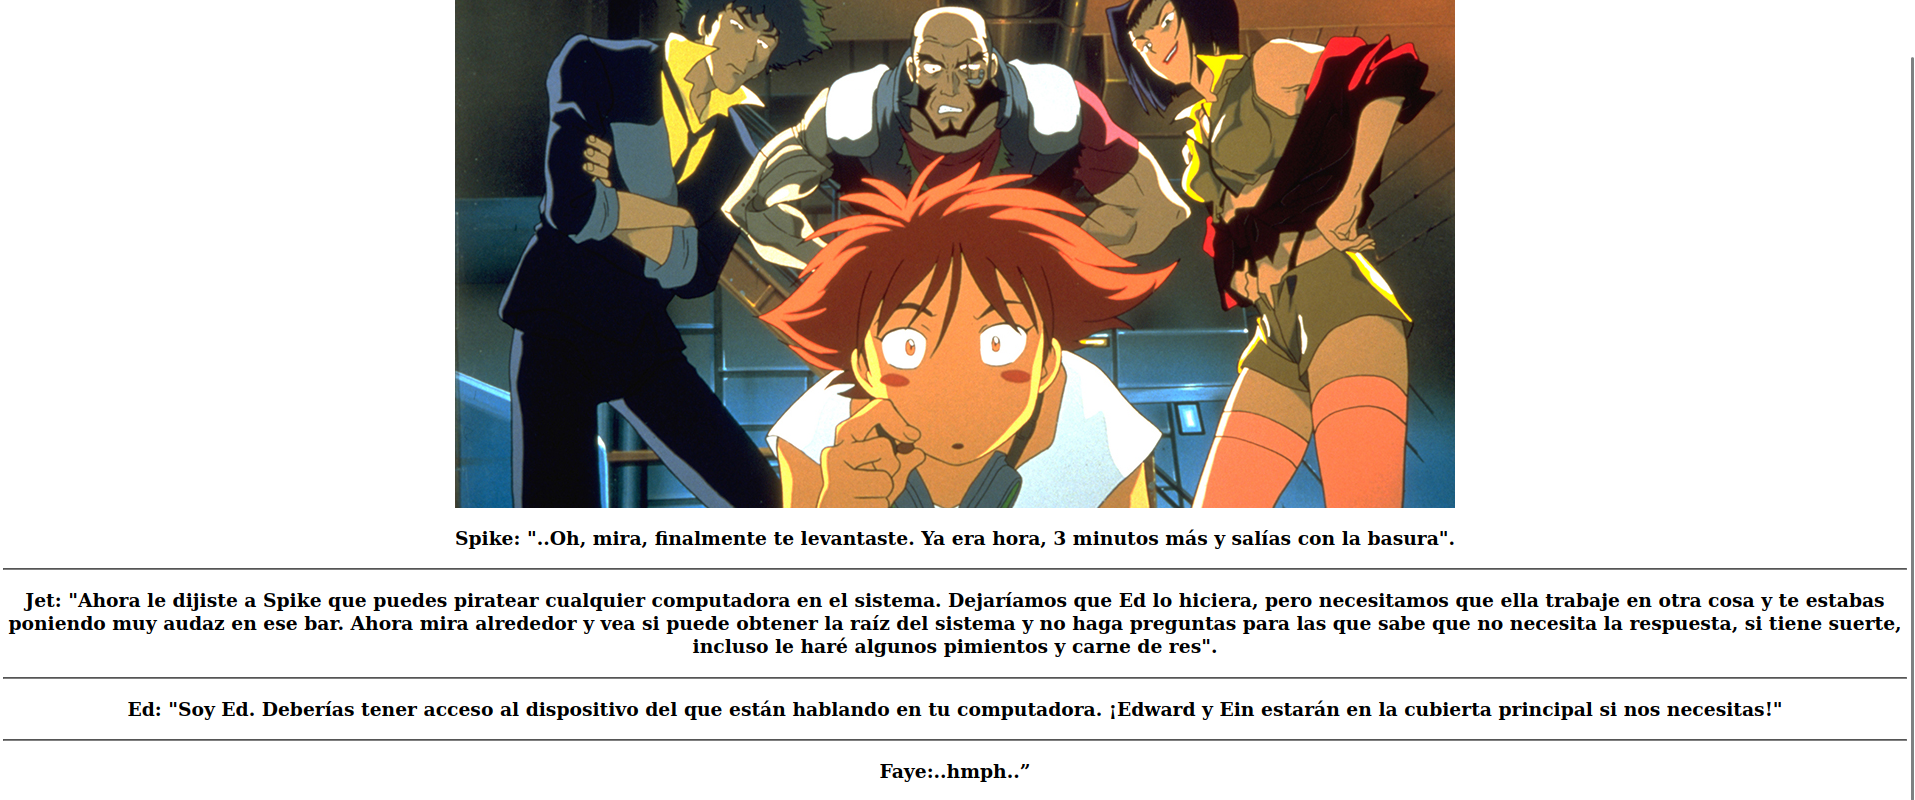 Spike: "..Oh, mira, finalmente te levantaste. Ya era hora, 3 minutos más y salías con la basura".
Jet: "Ahora le dijiste a Spike que puedes piratear cualquier computadora en el sistema. Dejaríamos que Ed lo hiciera, pero necesitamos que ella trabaje en otra cosa y te estabas
poniendo muy audaz en ese bar. Ahora mira alrededor y vea si puede obtener la raíz del sistema y no haga preguntas para las que sabe que no necesita la respuesta, si tiene suerte,
incluso le haré algunos pimientos y carne de res".
Ed: "Soy Ed. Deberías tener acceso al dispositivo del que están hablando en tu computadora. ¡Edward y Ein estarán en la cubierta principal si nos necesitas!"
Faye:..hmph..”